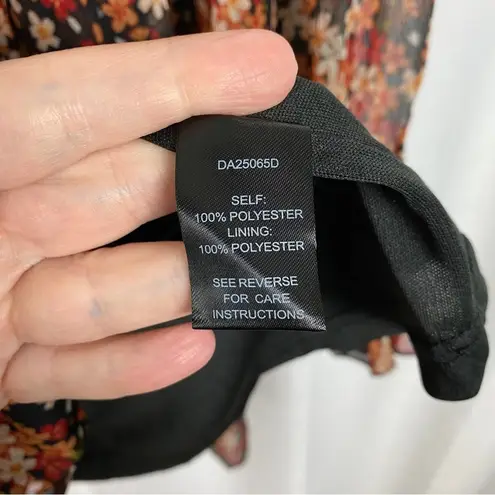 DA25065D
SELF:
100% POLYESTER
LINING:
100% POLYESTER
SEE REVERSE
FOR CARE
INSTRUCTIONS